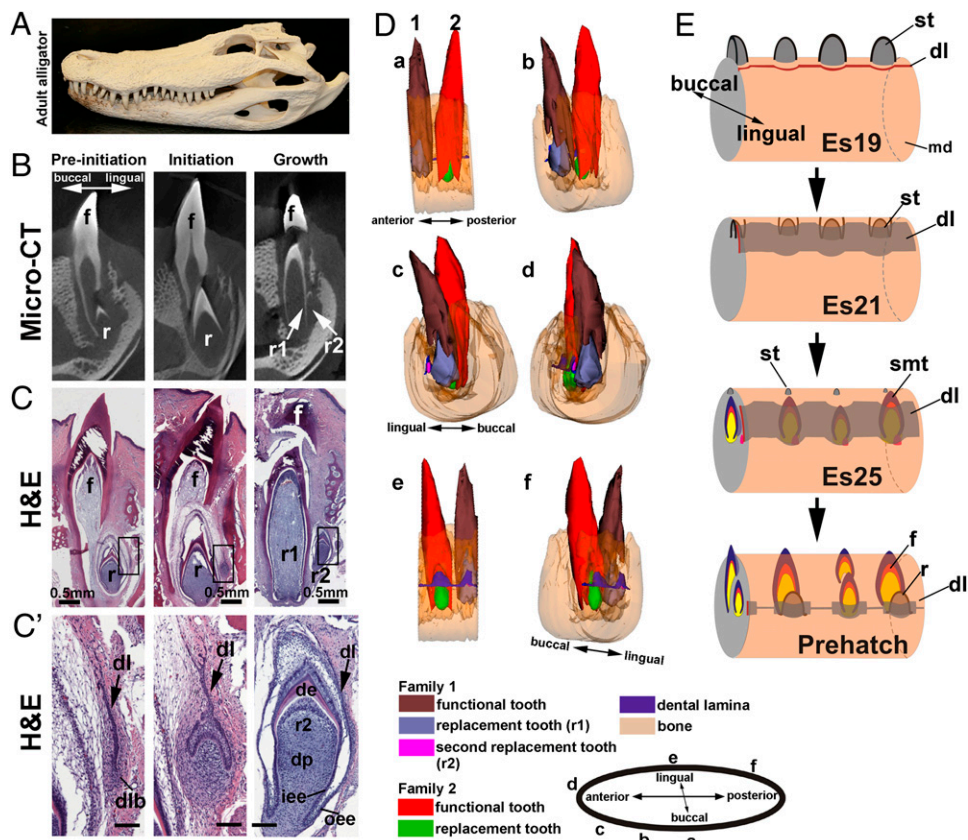 A
Adult alligator
B
Pre-initiation
Initiation
Growth
buccal
lingual
f
f
f
r
r
r1
r2
Micro-CT
C
H&E
f
f
f
r
r
r1
r2
0.5mm
0.5mm
0.5mm
C'
H&E
dl
dl
dl
dlb
de
r2
dp
iee
oee
D
1
2
a
b
anterior
posterior
c
d
lingual
buccal
e
f
buccal
lingual
Family 1
functional tooth
replacement tooth (r1)
second replacement tooth
(r2)
dental lamina
bone
Family 2
functional tooth
replacement tooth
e
f
lingual
d
anterior
posterior
buccal
c
b
a
E
st
dl
buccal
lingual
Es19
md
st
dl
Es21
st
smt
dl
Es25
f
r
dl
Prehatch